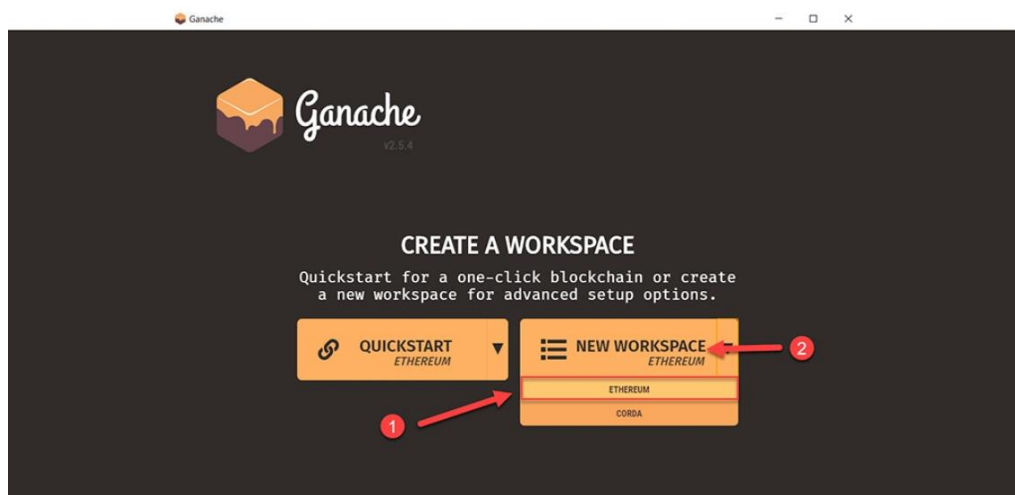 Ganache
Ganache
v2.5.4
CREATE A WORKSPACE
Quickstart for a one-click blockchain or create
a new workspace for advanced setup options.
QUICKSTART
ETHEREUM
NEW WORKSPACE
ETHEREUM
2
ETHEREUM
1
CORDA